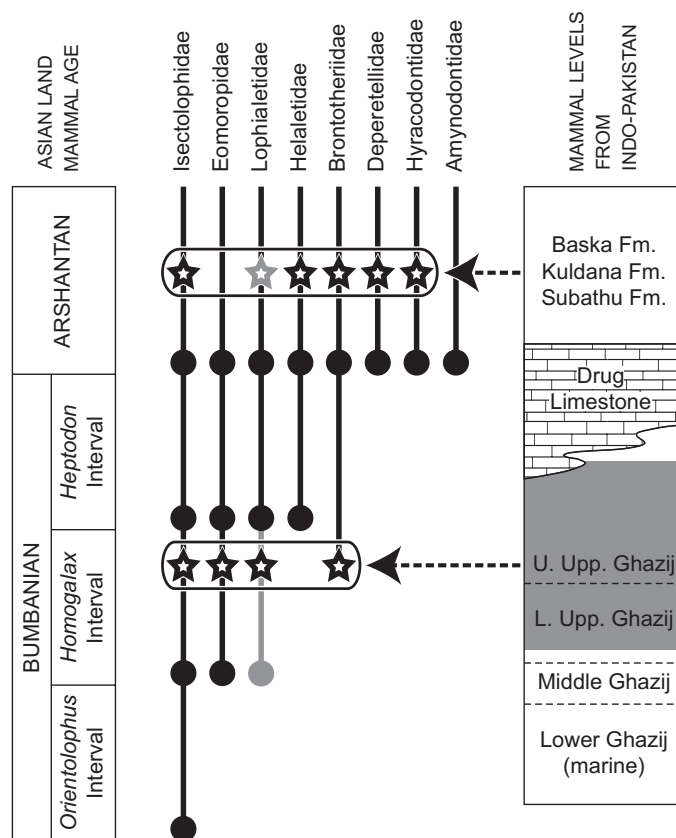 ASIAN LAND
MAMMAL AGE
Isectolophidae
Eomoropidae
Lophialetidae
Helaletidae
Brontotheriidae
Deperetellidae
Hyracodontidae
Amynodontidae
MAMMAL LEVELS
FROM
INDO-PAKISTAN
ARSHANTAN
BUMBANIAN
Heptodon
Interval
Homogalax
Interval
Orientolophus
Interval
Baska Fm.
Kuldana Fm.
Subathu Fm.
Drug
Limestone
U. Upp. Ghazij
L. Upp. Ghazij
Middle Ghazij
Lower Ghazij
(marine)